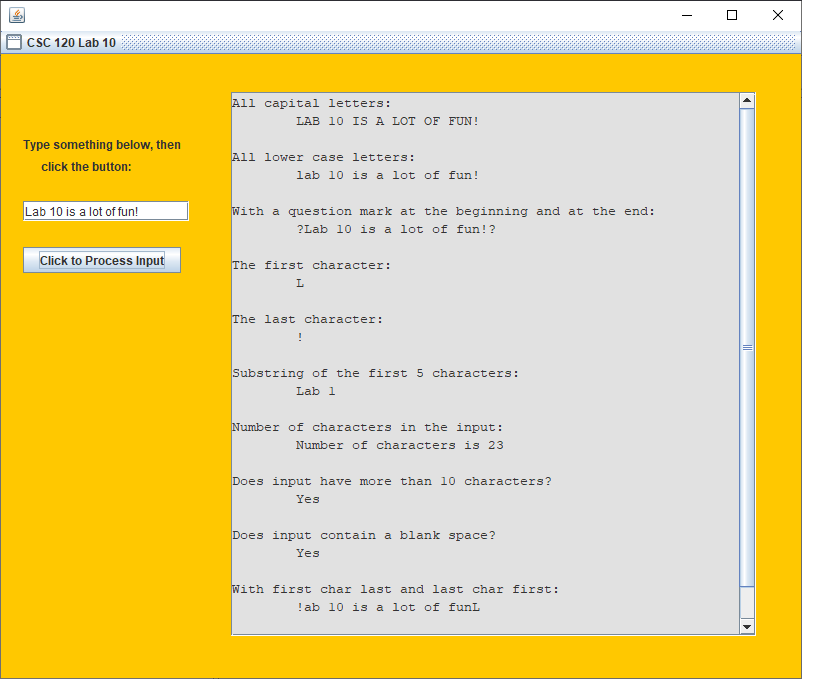 CSC 120 Lab 10
Type something below, then
click the button:
Lab 10 is a lot of fun!
Click to Process Input
All capital letters:
LAB 10 IS A LOT OF FUN!
All lower case letters:
lab 10 is a lot of fun!
With a question mark at the beginning and at the end:
?Lab 10 is a lot of fun!?
The first character:
L
The last character:
!
Substring of the first 5 characters:
Lab 1
Number of characters in the input:
Number of characters is 23
Does input have more than 10 characters?
Yes
Does input contain a blank space?
Yes
With first char last and last char first:
!ab 10 is a lot of funL